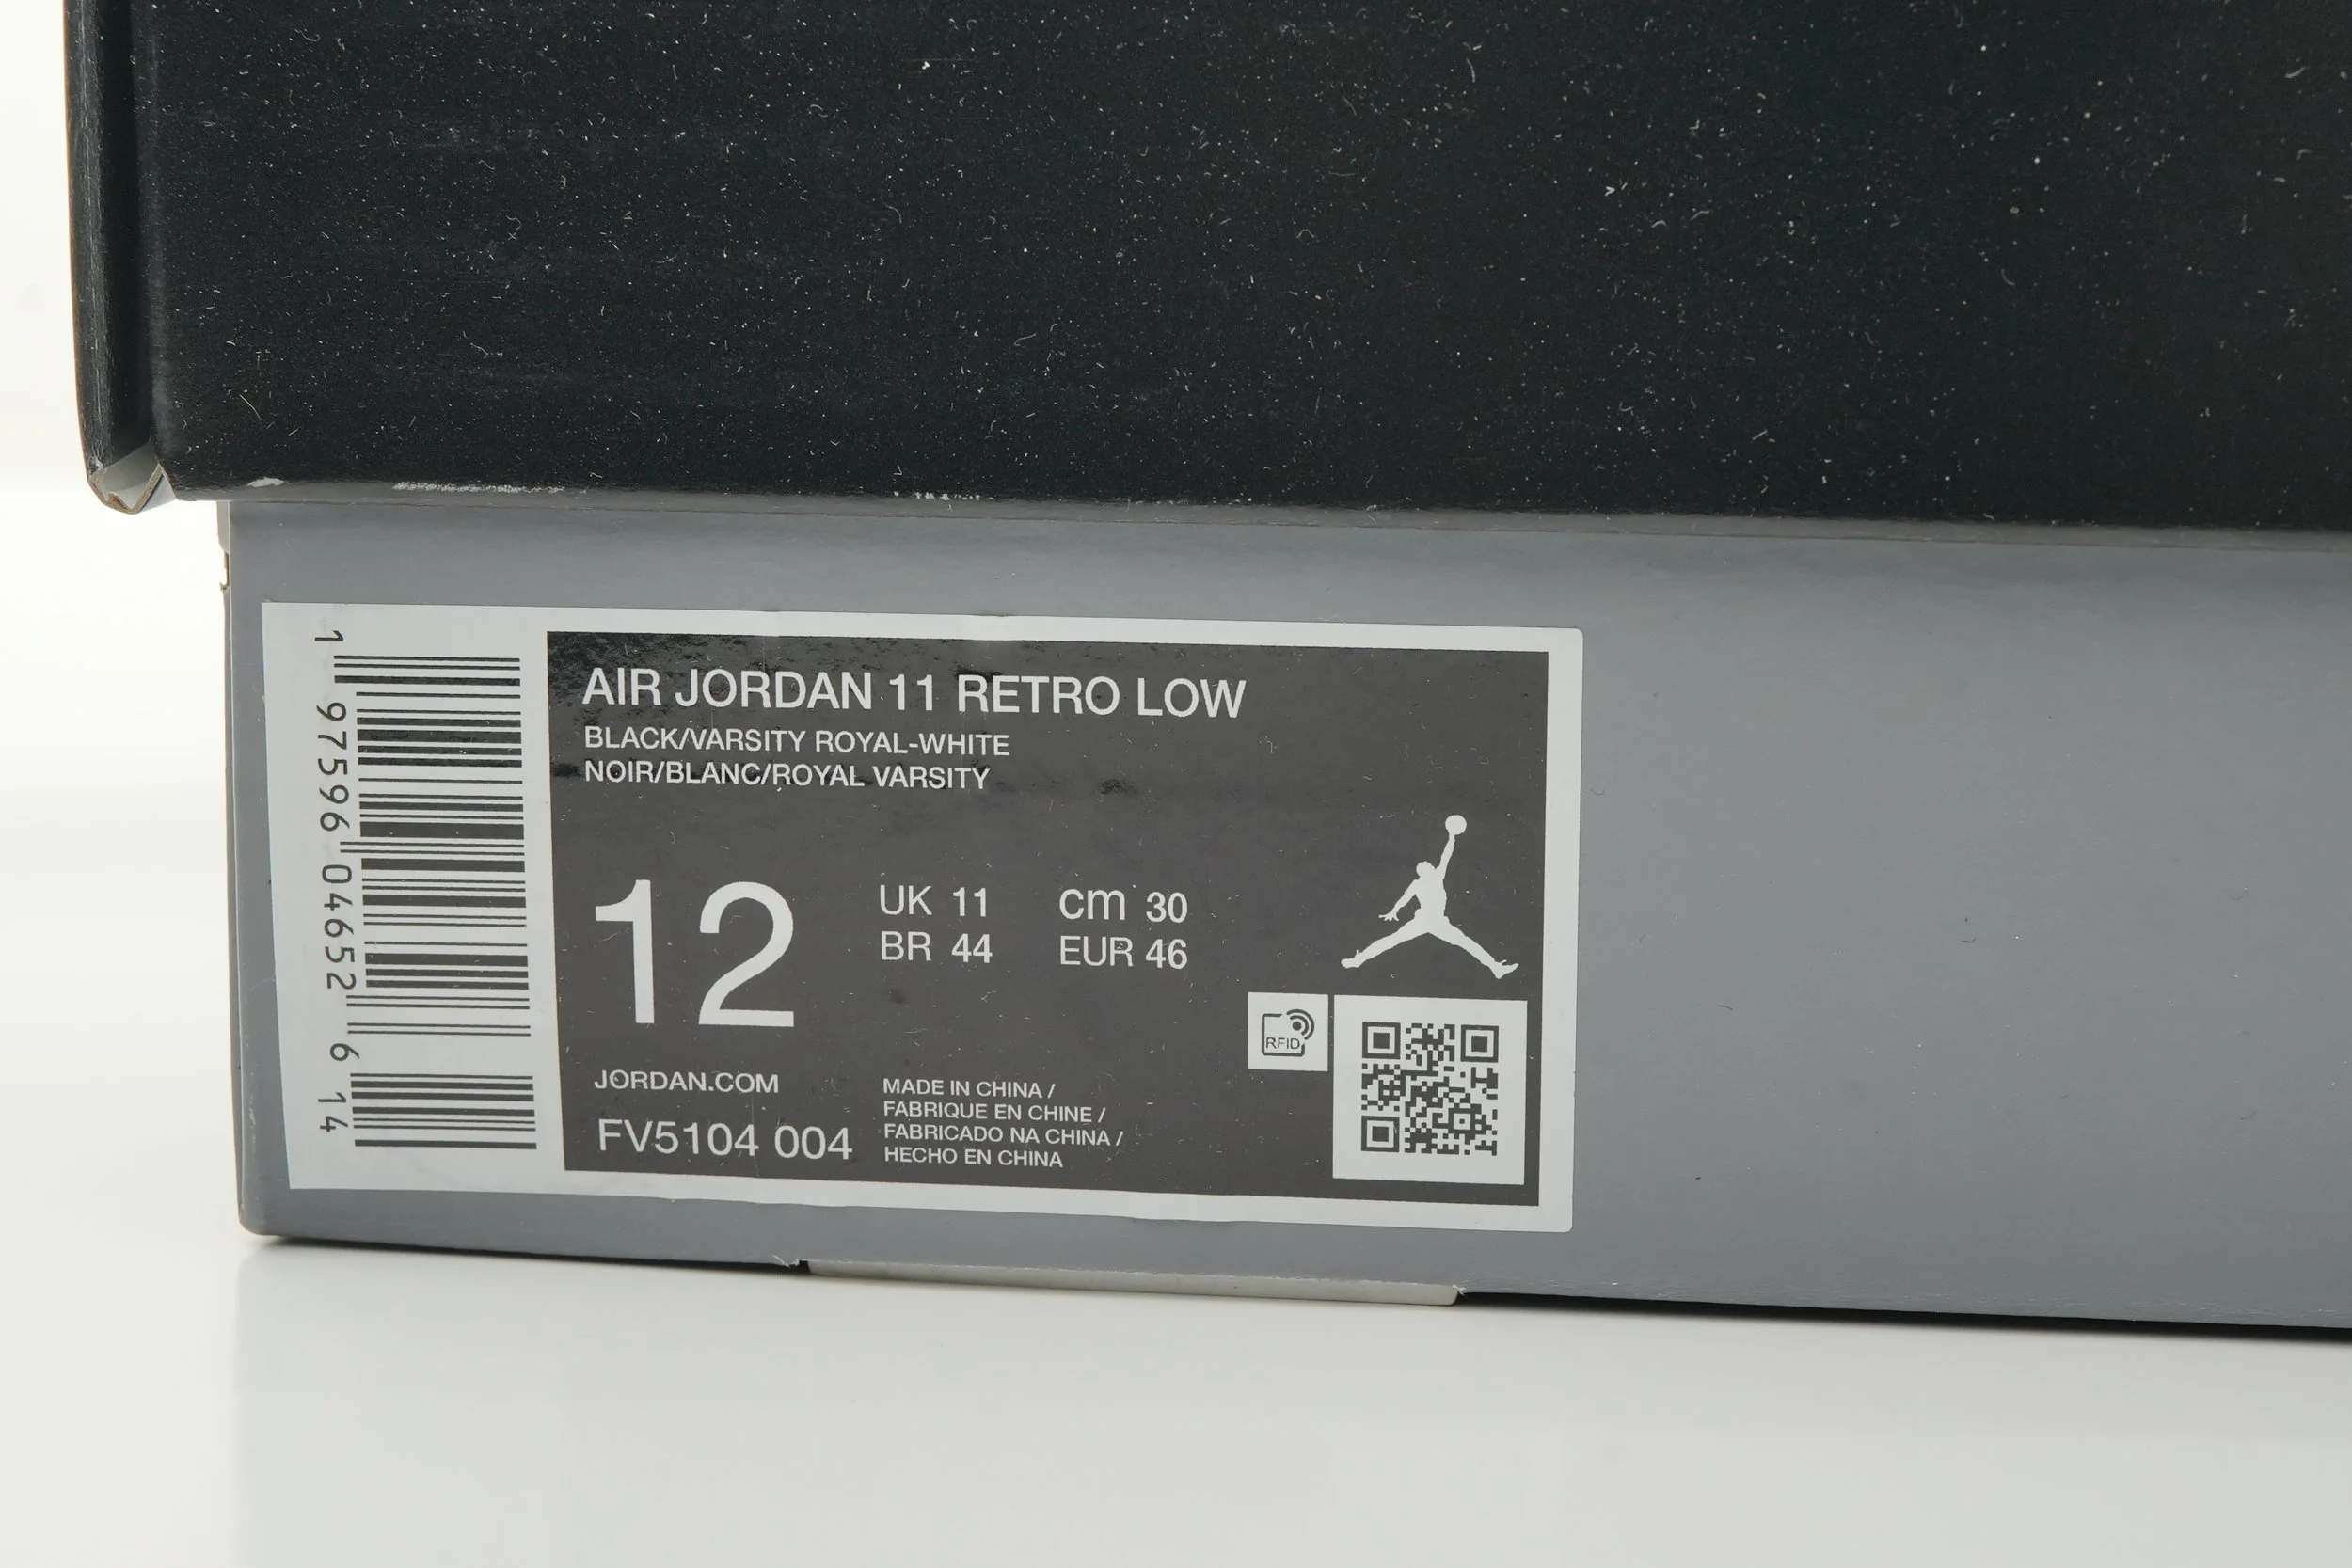 1 97596 04652 6 14
AIR JORDAN 11 RETRO LOW
BLACK/VARSITY ROYAL-WHITE
NOIR/BLANC/ROYAL VARSITY
12
UK 11 cm 30
BR 44 EUR 46
RFID
JORDAN.COM
FV5104 004
MADE IN CHINA /
FABRIQUE EN CHINE /
FABRICADO NA CHINA /
HECHO EN CHINA